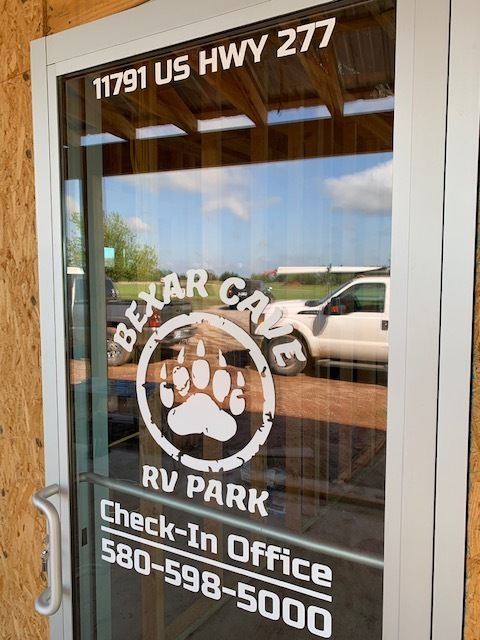 11791 US HWY 277
BEXAR CAVE
RV PARK
Check-In Office
580-598-5000